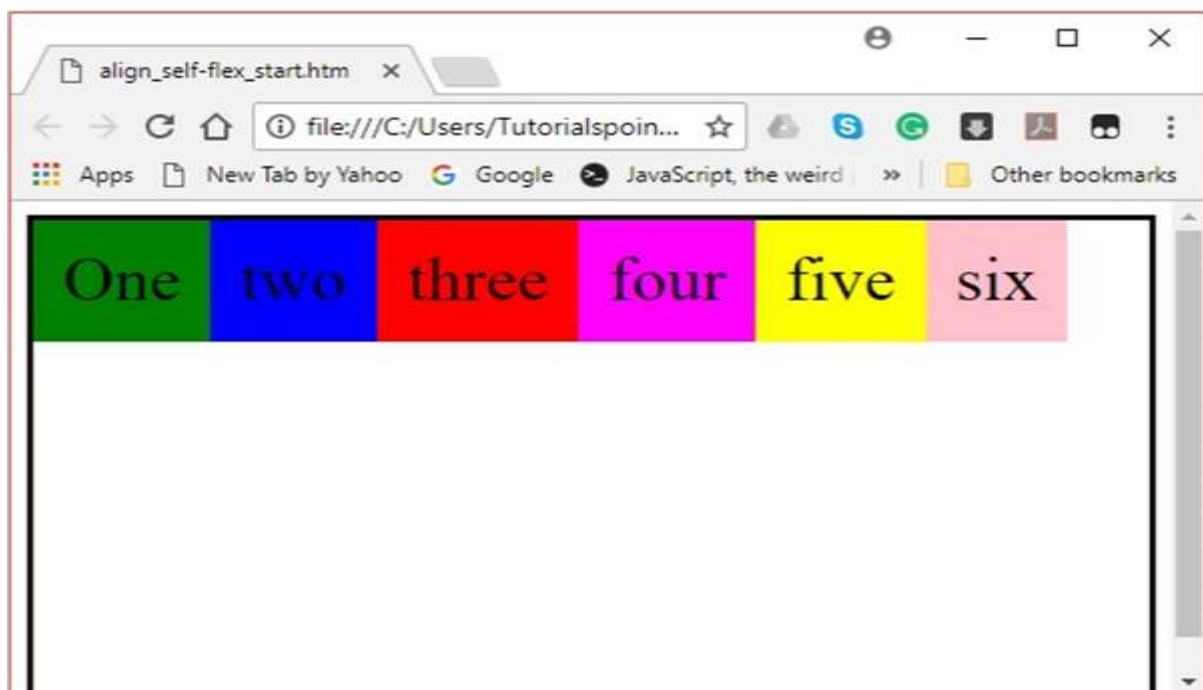 align_self-flex_start.htm
file:///C:/Users/Tutorialspoin...
Apps New Tab by Yahoo Google JavaScript, the weird » Other bookmarks
One two three four five six